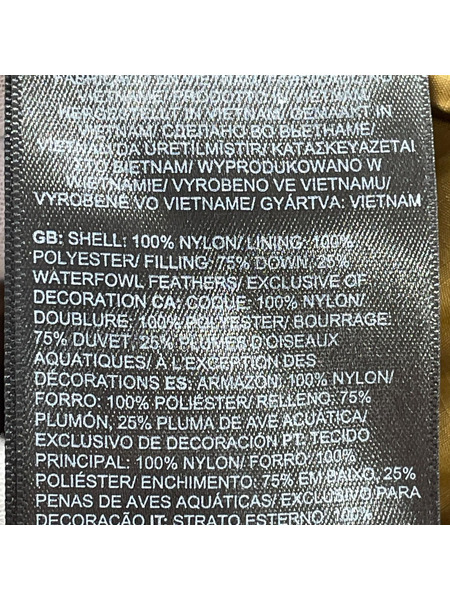 VIETNAM/ СДЕЛАНО ВО ВЬЕТНАМЕ/
VIETNAM'DA ÜRETİLMİŞTİR/ ΚΑΤΑΣΚΕΥΑΖΕΤΑΙ
BIETNAM/ WYPRODUKOWANO W
WIETNAMIE/ VYROBENO VE VIETNAMU/
VYROBENÉ VO VIETNAME/ GYÁRTVA: VIETNAM
GB: SHELL: 100% NYLON/ LINING: 100%
POLYESTER/ FILLING: 75% DOWN, 25%
WATERFOWL FEATHERS/ EXCLUSIVE OF
DECORATION CA: COQUE: 100% NYLON/
DOUBLURE: 100% POLYESTER/ BOURRAGE:
75% DUVET, 25% PLUMES D'OISEAUX
AQUATIQUES/ À L'EXCEPTION DES
DÉCORATIONS ES: ARMAZÓN: 100% NYLON/
FORRO: 100% POLIÉSTER/ RELLENO: 75%
PLUMÓN, 25% PLUMA DE AVE ACUÁTICA/
EXCLUSIVO DE DECORACIÓN PT: TECIDO
PRINCIPAL: 100% NYLON/ FORRO: 100%
POLIÉSTER/ ENCHIMENTO: 75% EM BAIXO, 25%
PENAS DE AVES AQUÁTICAS/ EXCLUSIVO PARA
DECORAÇÃO IT: STRATO ESTERNO: 100%